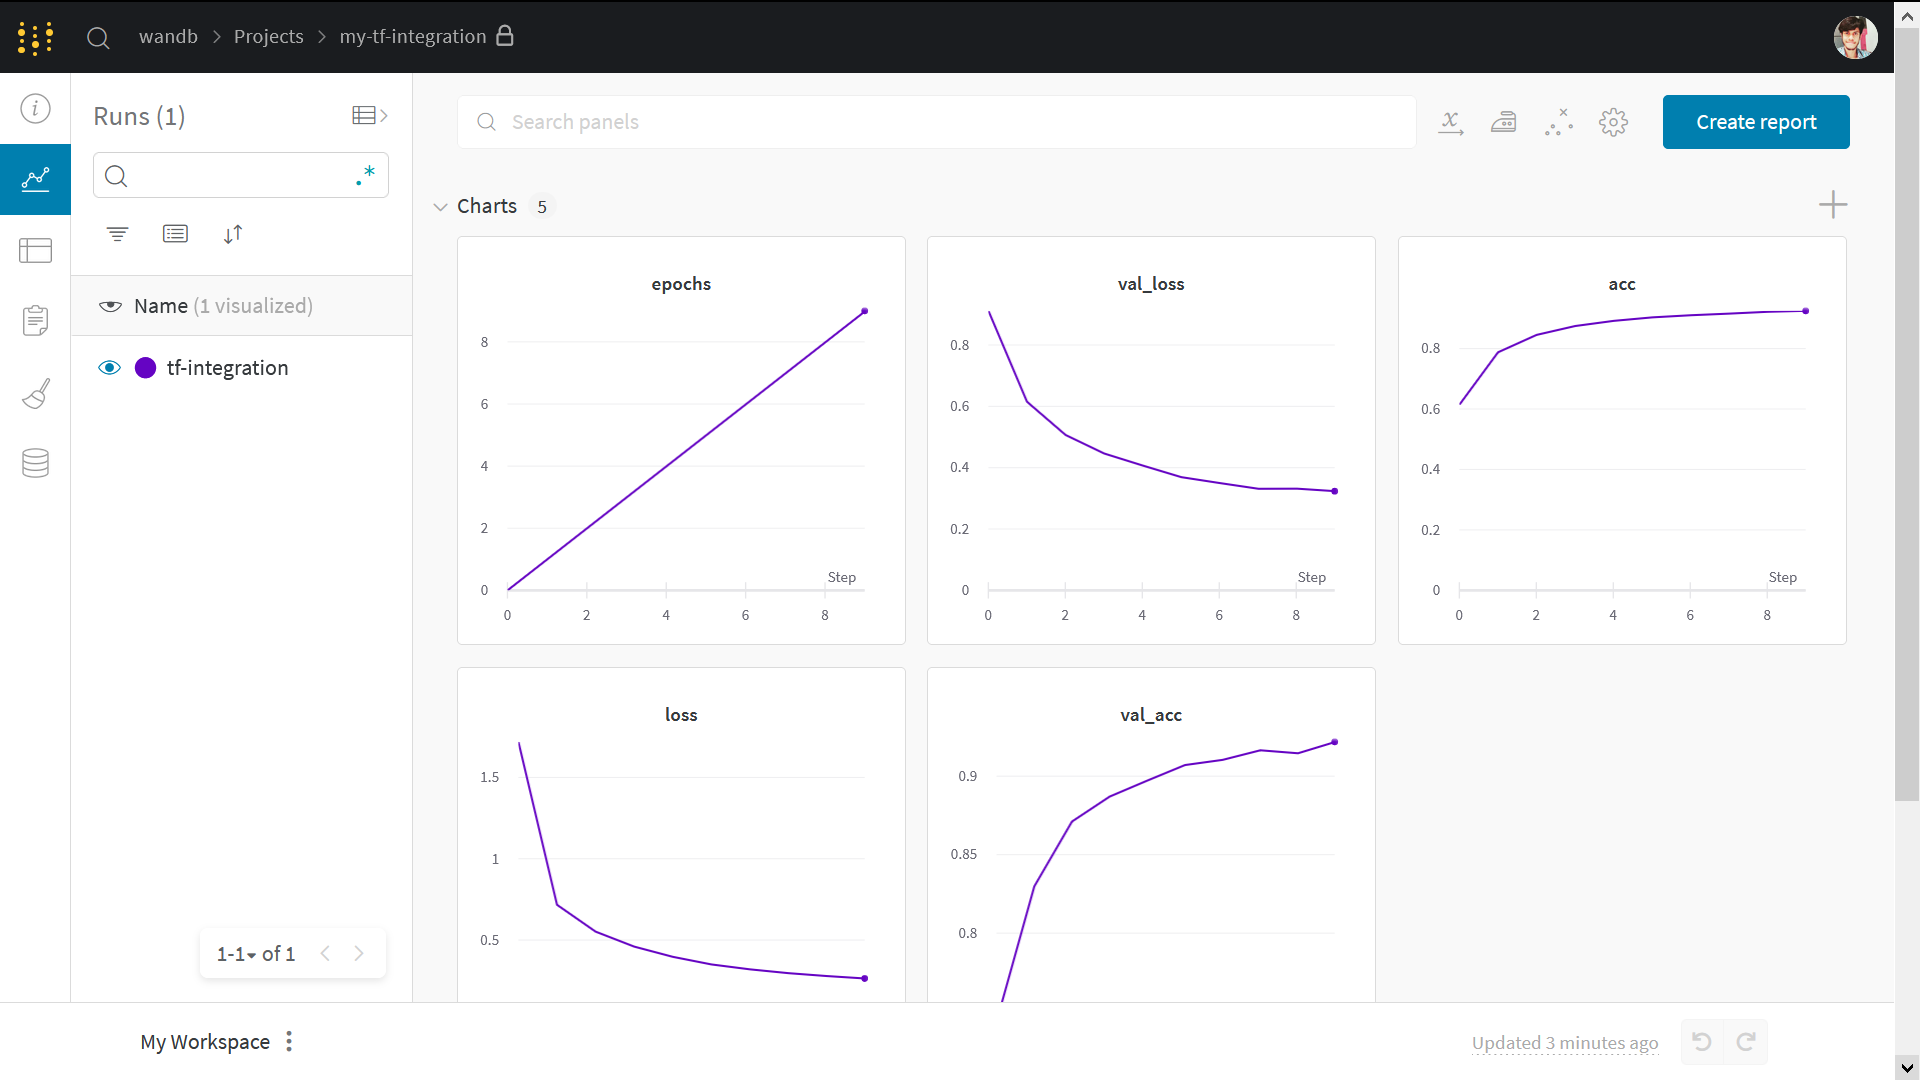 wandb > Projects > my-tf-integration
Runs (1)
.*
Name (1 visualized)
tf-integration
1-1 of 1
Search panels
Create report
Charts 5
epochs
8
6
4
2
0
Step
0 2 4 6 8
val_loss
0.8
0.6
0.4
0.2
0
Step
0 2 4 6 8
acc
0.8
0.6
0.4
0.2
0
Step
0 2 4 6 8
loss
1.5
1
0.5
val_acc
0.9
0.85
0.8
My Workspace
Updated 3 minutes ago